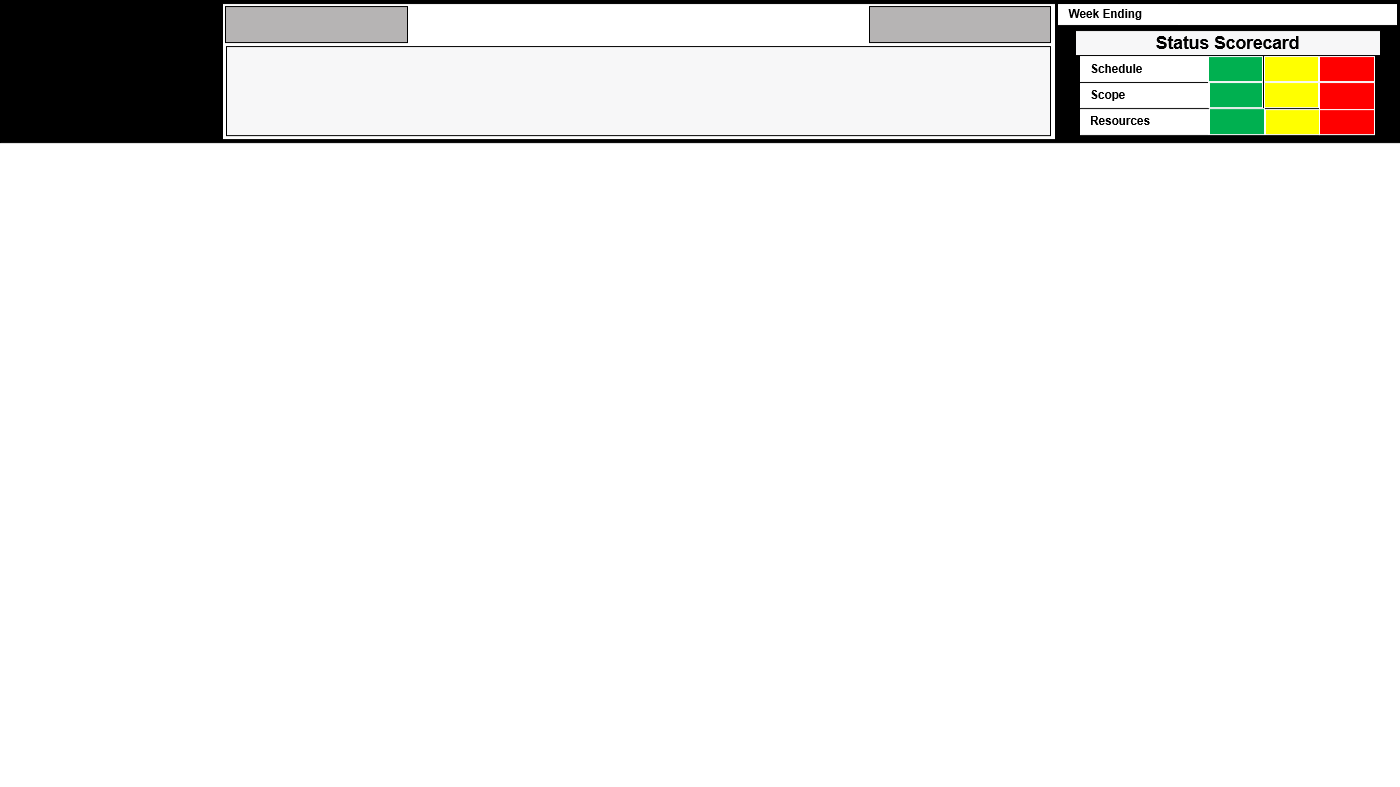 Week Ending
Status Scorecard
Schedule
Scope
Resources